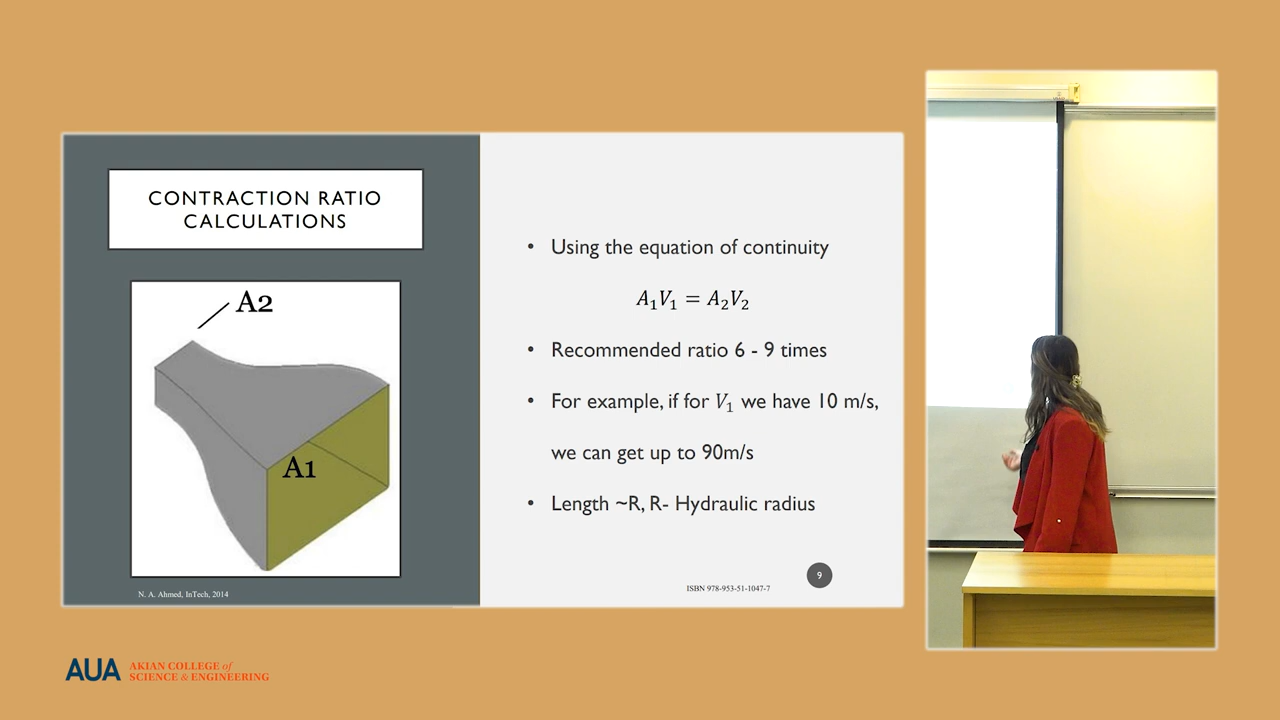 CONTRACTION RATIO
CALCULATIONS
A2
A1
N. A. Ahmed, InTech, 2014
• Using the equation of continuity
A₁V₁ = A₂V₂
• Recommended ratio 6 - 9 times
• For example, if for V₁ we have 10 m/s,
we can get up to 90m/s
• Length ~R, R- Hydraulic radius
ISBN 978-953-51-1047-7
9
AUA
AKIAN COLLEGE of
SCIENCE & ENGINEERING